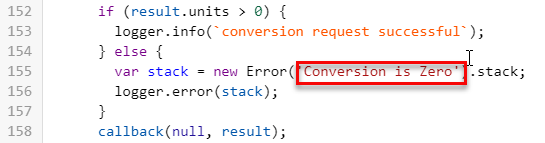 152 if (result.units > 0) {
153 logger.info(`conversion request successful`);
154 } else {
155 var stack = new Error('Conversion is Zero').stack;
156 logger.error(stack);
157 }
158 callback(null, result);